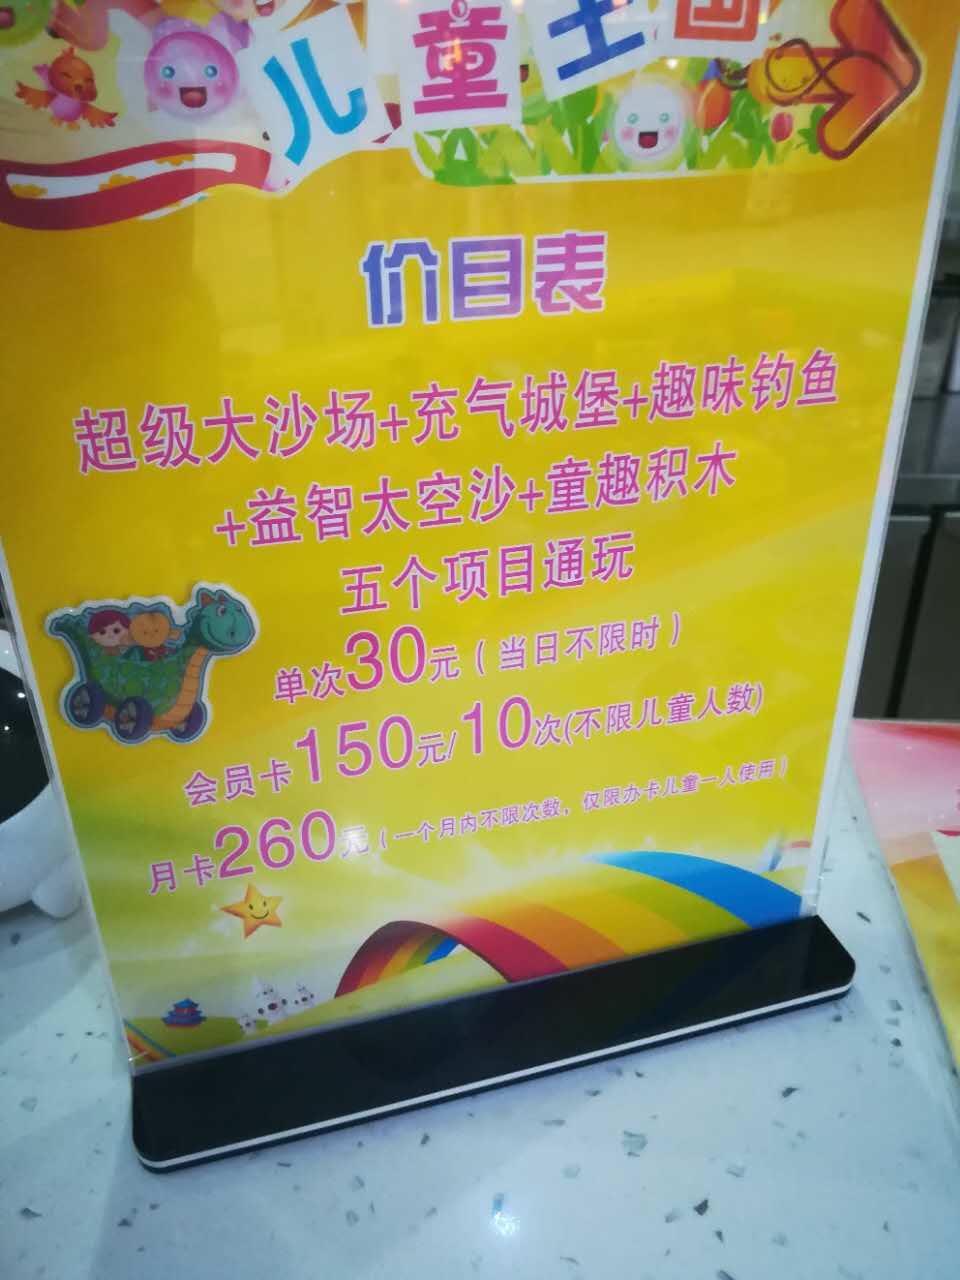 儿童王国
价目表
超级大沙场+充气城堡+趣味钓鱼
+益智太空沙+童趣积木
五个项目通玩
单次30元（当日不限时）
会员卡150元/10次(不限儿童人数)
月卡260元（一个月内不限次数，仅限办卡儿童一人使用）